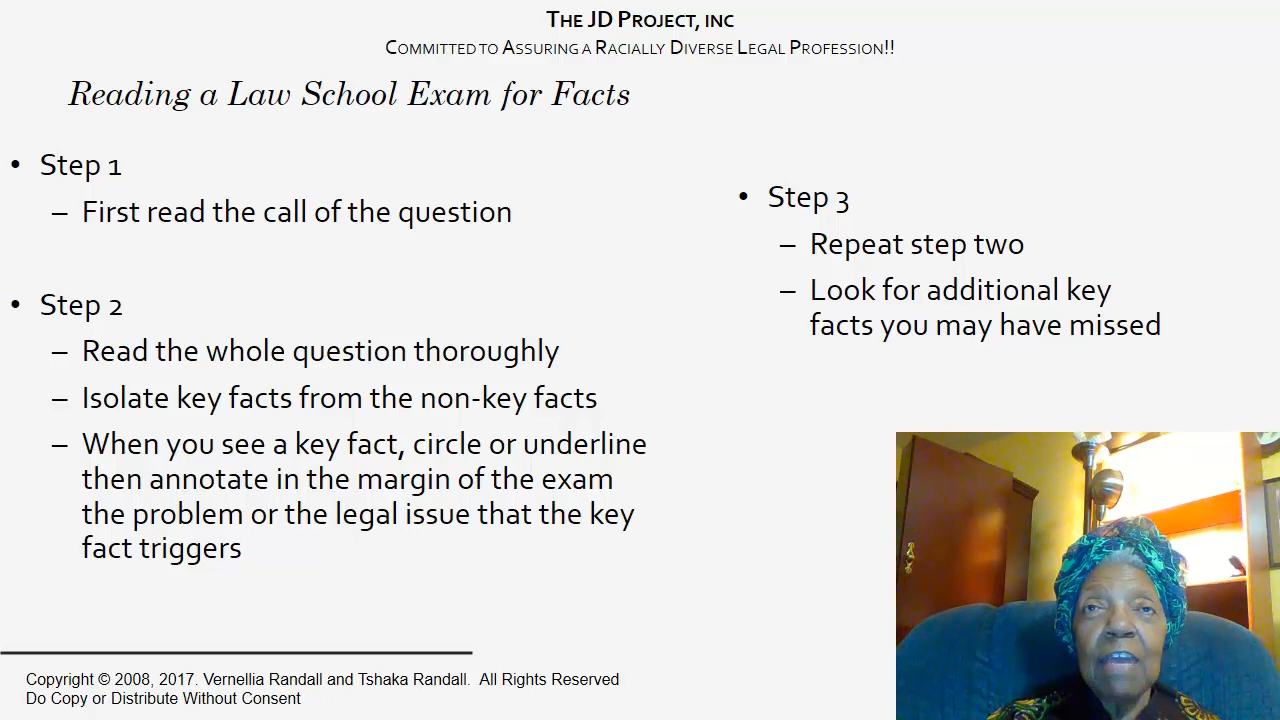 THE JD PROJECT, INC
COMMITTED TO ASSURING A RACIALLY DIVERSE LEGAL PROFESSION!!
Reading a Law School Exam for Facts
• Step 1
– First read the call of the question
• Step 2
– Read the whole question thoroughly
– Isolate key facts from the non-key facts
– When you see a key fact, circle or underline
then annotate in the margin of the exam
the problem or the legal issue that the key
fact triggers
• Step 3
– Repeat step two
– Look for additional key
facts you may have missed
Copyright © 2008, 2017. Vernellia Randall and Tshaka Randall. All Rights Reserved
Do Copy or Distribute Without Consent